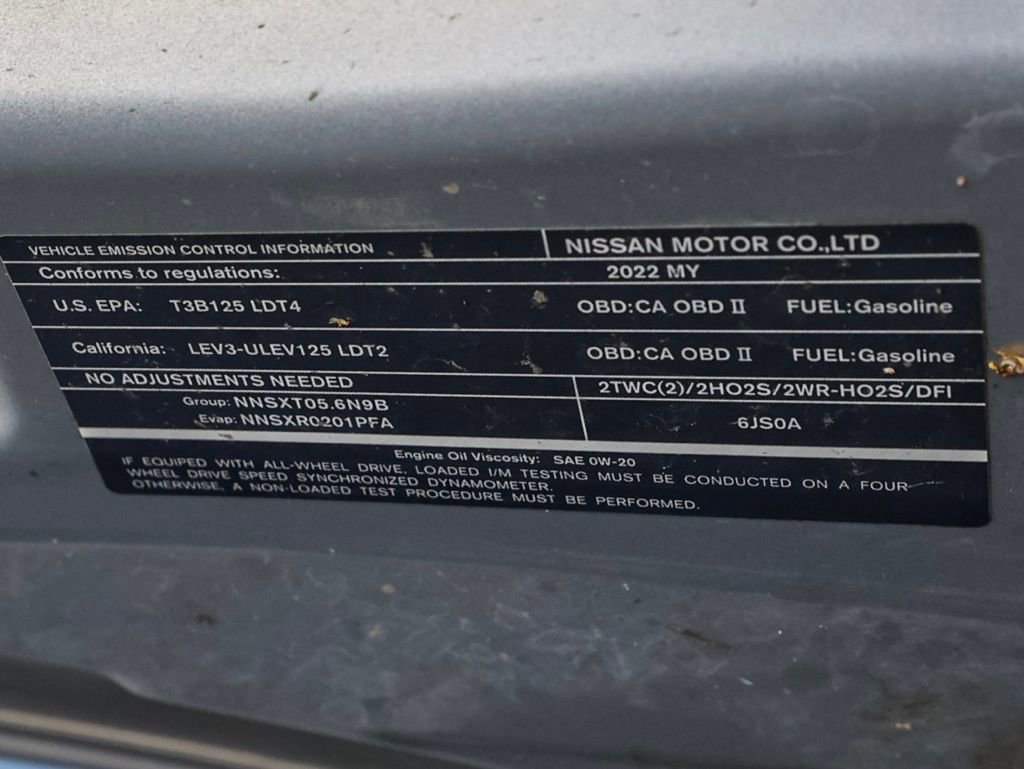 VEHICLE EMISSION CONTROL INFORMATION NISSAN MOTOR CO.,LTD
Conforms to regulations: 2022 MY
U.S. EPA: T3B125 LDT4 OBD:CA OBD II FUEL:Gasoline
California: LEV3-ULEV125 LDT2 OBD:CA OBD II FUEL:Gasoline
NO ADJUSTMENTS NEEDED 2TWC(2)/2HO2S/2WR-HO2S/DFI
Group: NNSXT05.6N9B
Evap: NNSXR0201PFA 6JS0A
Engine Oil Viscosity: SAE 0W-20
IF EQUIPED WITH ALL-WHEEL DRIVE, LOADED I/M TESTING MUST BE CONDUCTED ON A FOUR
WHEEL DRIVE SPEED SYNCHRONIZED DYNAMOMETER.
OTHERWISE, A NON-LOADED TEST PROCEDURE MUST BE PERFORMED.